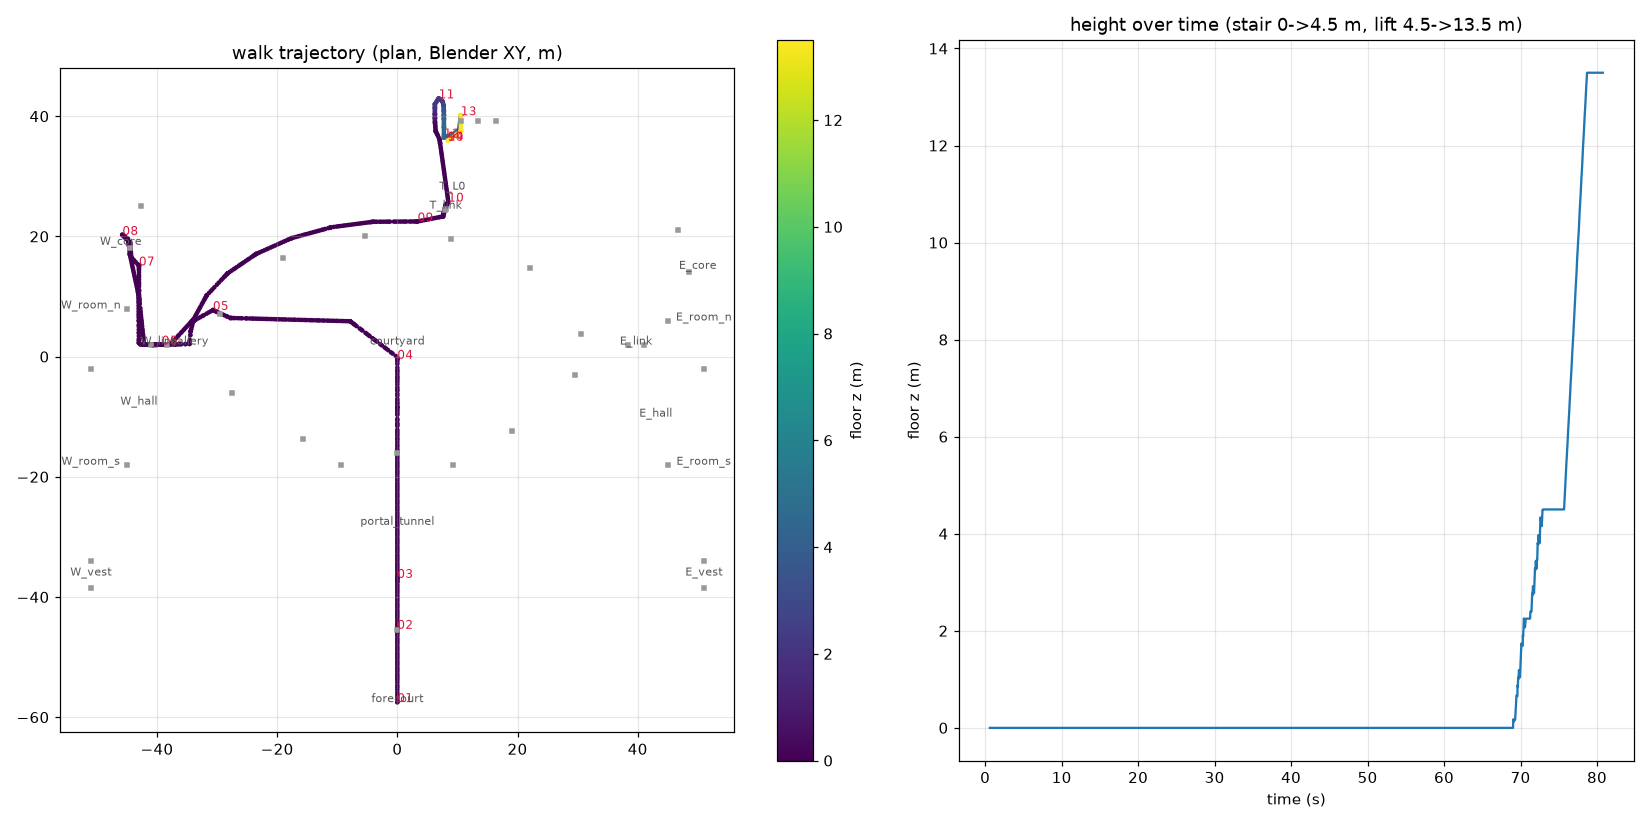 walk trajectory (plan, Blender XY, m)
40
20
0
−20
−40
−60
−40
−20
0
20
40
11
13
T_L0
10
T_link
09
08
W_core
07
W_room_n
05
courtyard
04
W_hall
W_room_s
portal_tunnel
03
W_vest
02
forecourt
01
E_core
E_room_n
E_link
E_hall
E_room_s
E_vest
12
10
8
6
4
2
0
floor z (m)
height over time (stair 0->4.5 m, lift 4.5->13.5 m)
14
12
10
8
6
4
2
0
floor z (m)
0
10
20
30
40
50
60
70
80
time (s)